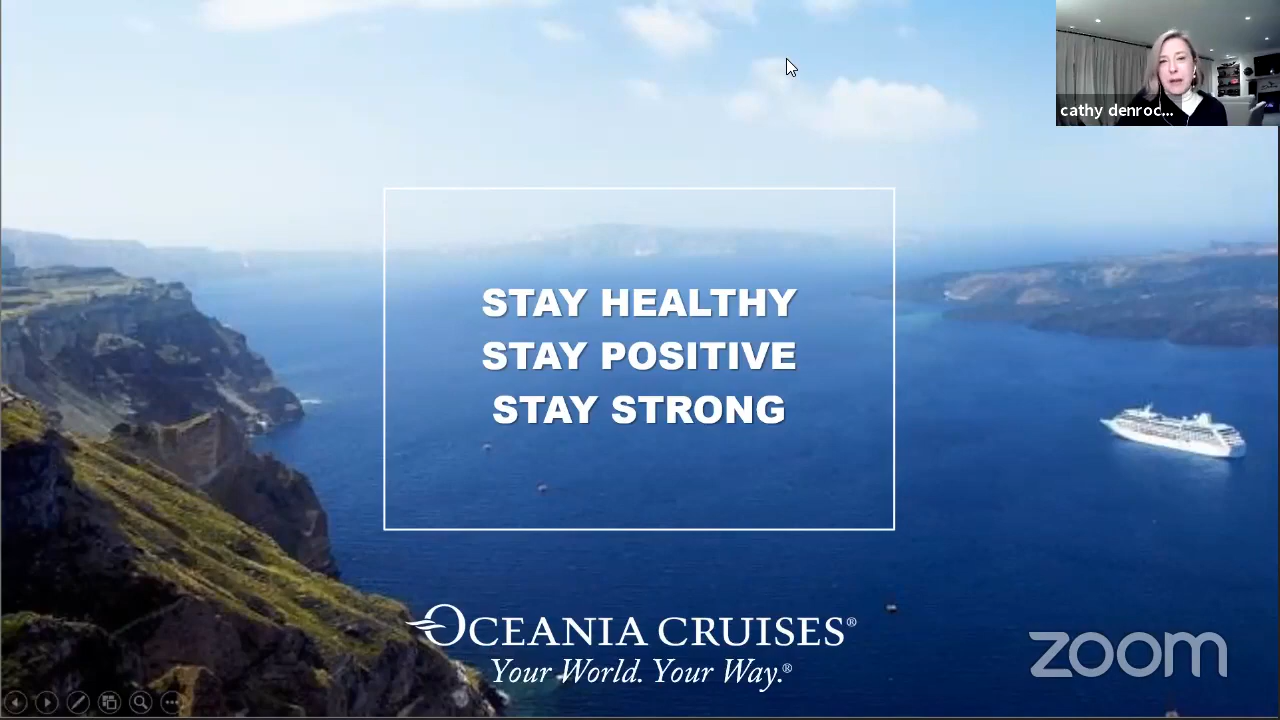 cathy denroc...
STAY HEALTHY
STAY POSITIVE
STAY STRONG
OCEANIA CRUISES®
Your World. Your Way.®
zoom